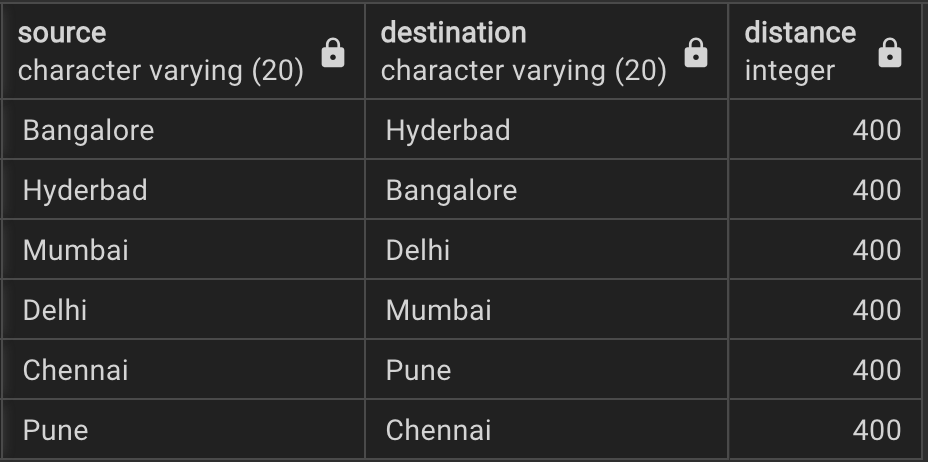 source destination distance
character varying (20) character varying (20) integer
Bangalore Hyderbad 400
Hyderbad Bangalore 400
Mumbai Delhi 400
Delhi Mumbai 400
Chennai Pune 400
Pune Chennai 400